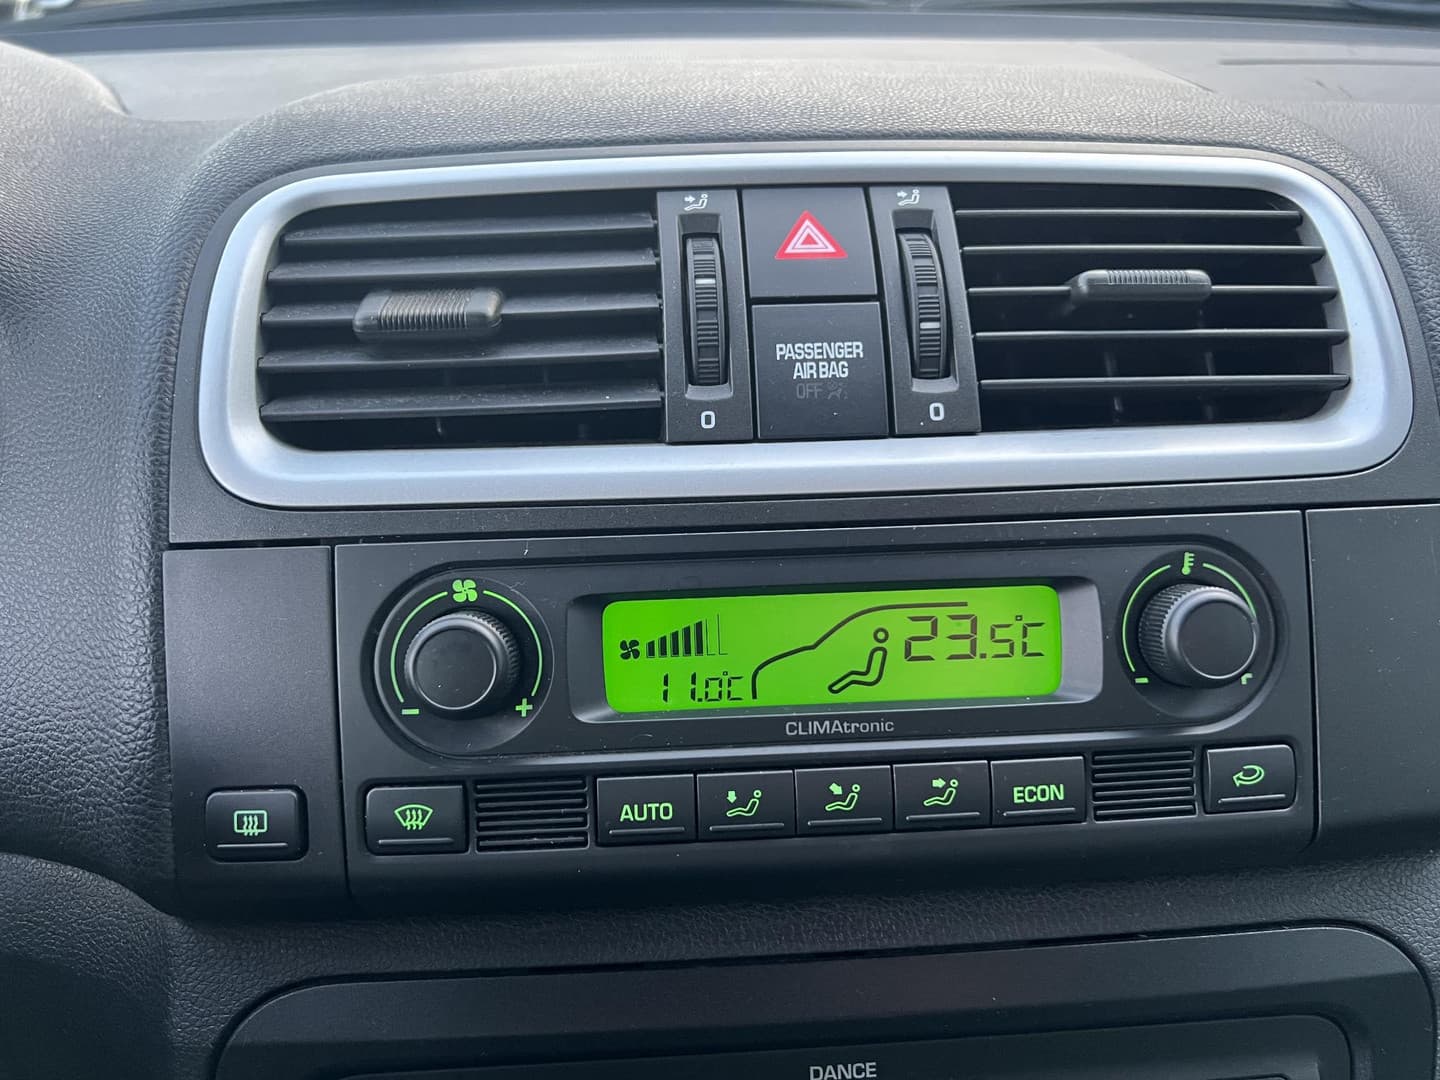 PASSENGER
AIR BAG
OFF
0
0
23.5°C
11.0°C
CLIMAtronic
- +
-
AUTO
ECON
DANCE